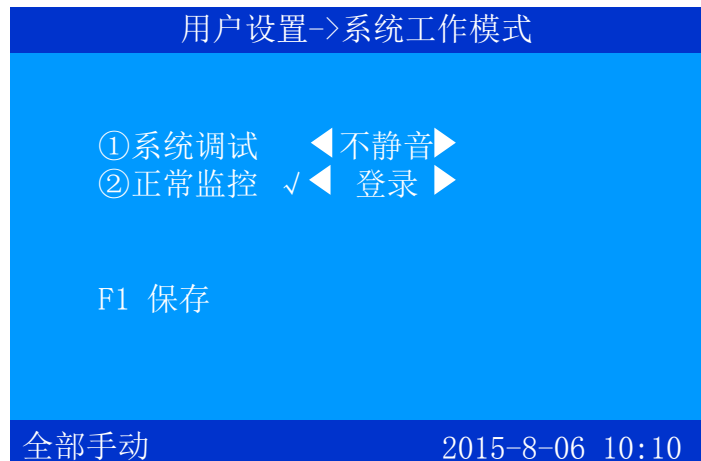 用户设置->系统工作模式
①系统调试 ◀不静音▶
②正常监控 √◀ 登录 ▶
F1 保存
全部手动 2015-8-06 10:10